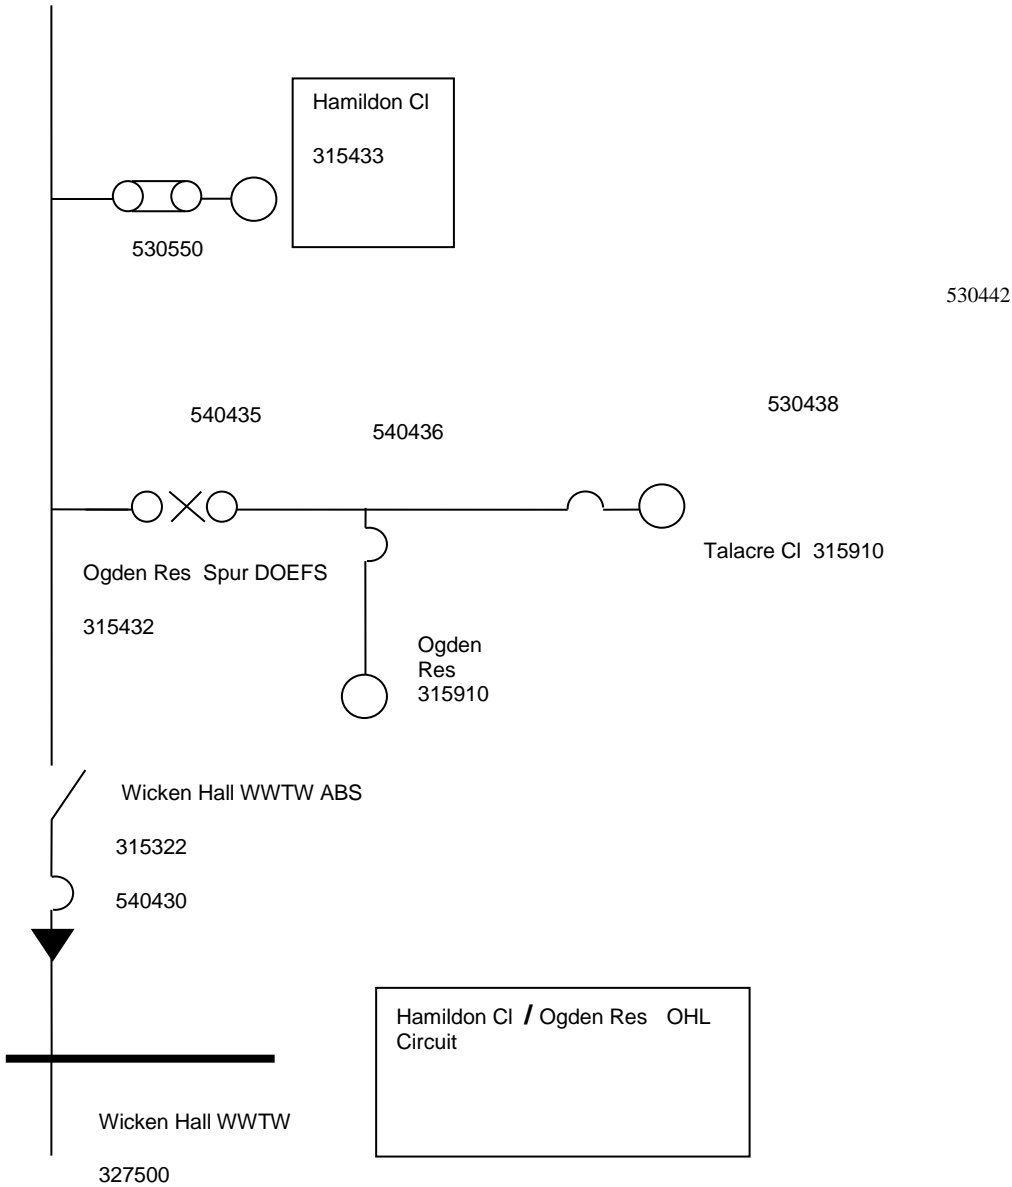 Hamildon Cl
315433
530550
530442
530438
540435
540436
Talacre Cl 315910
Ogden Res Spur DOEFS
315432
Ogden
Res
315910
Wicken Hall WWTW ABS
315322
540430
Hamildon Cl / Ogden Res OHL
Circuit
Wicken Hall WWTW
327500